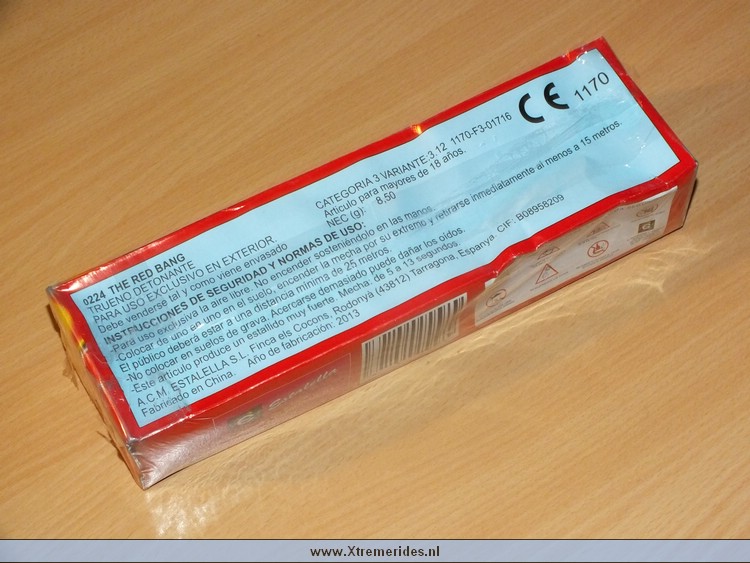 0224 THE RED BANG
TRUENO DETONANTE
PARA USO EXCLUSIVO EN EXTERIOR.
Debe venderse tal y como viene envasado
CATEGORIA 3 VARIANTE:3.12 1170-F3-01716
Articulo para mayores de 18 años.
NEC (g): 8.50
CE 1170
INSTRUCCIONES DE SEGURIDAD Y NORMAS DE USO:
-Para uso exclusiva la aire libre. No encender sosteniéndolo en las manos.
-Colocar de uno en uno en el suelo, encender la mecha por su extremo y retirarse inmediatamente al menos a 15 metros.
El público deberá estar a una distancia mínima de 25 metros.
-No colocar en suelos de grava. Acercarse demasiado puede dañar los oídos.
-Este artículo produce un estallido muy fuerte. Mecha: de 5 a 13 segundos.
A.C.M. ESTALELLA S.L. Finca els Cocons, Rodonyà (43812) Tarragona. Espanya CIF: B08958209
Fabricado en China. Año de fabricación: 2013
Estalella
www.Xtremerides.nl